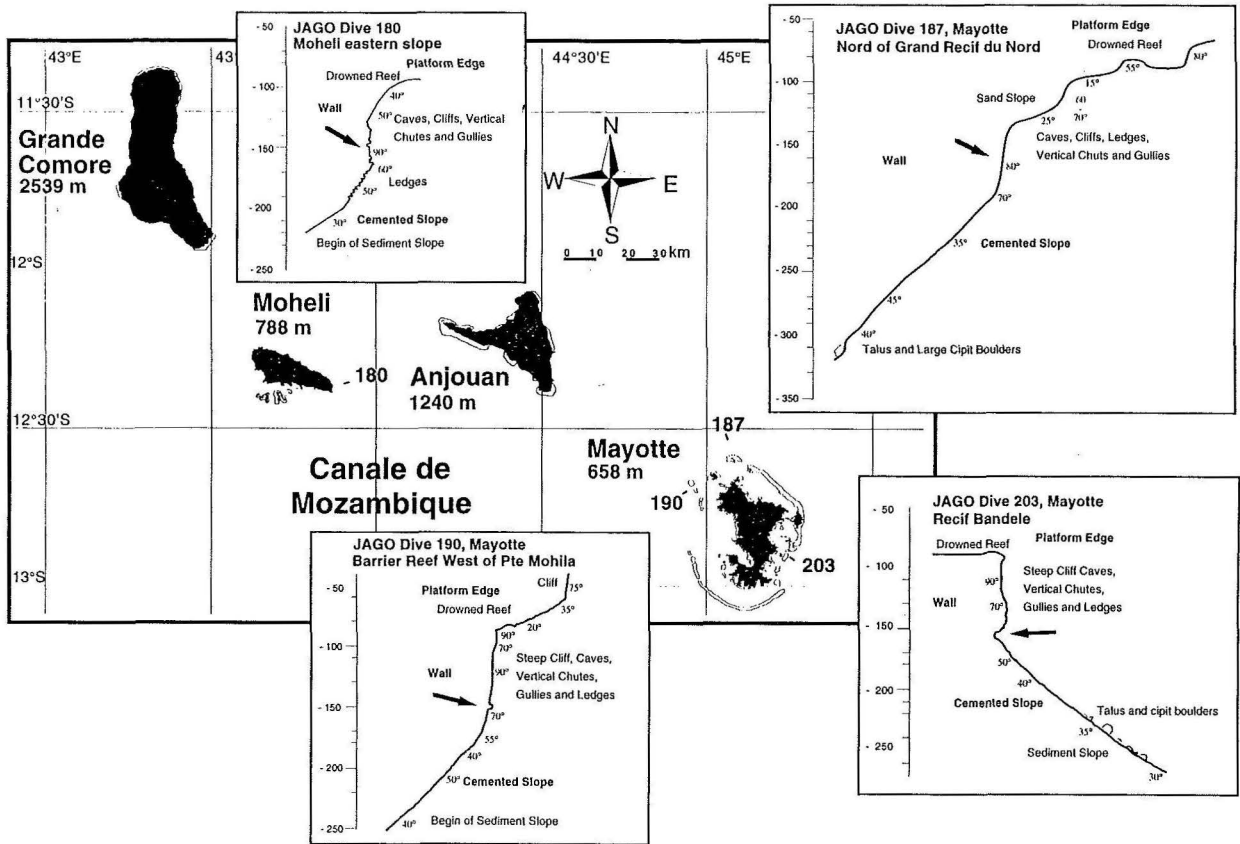 43°E
43
44°30'E
45°E
11°30'S
12°S
12°30'S
13°S
Grande
Comore
2539 m
Moheli
788 m
180
Anjouan
1240 m
Mayotte
658 m
187
190
203
Canale de
Mozambique
N
W
E
S
0 10 20 30 km
JAGO Dive 180
Moheli eastern slope
- 50
- 100
- 150
- 200
- 250
Platform Edge
Drowned Reef
40°
50°
Caves, Cliffs, Vertical
Chutes and Gullies
Wall
90°
60°
Ledges
50°
30°
Cemented Slope
Begin of Sediment Slope
JAGO Dive 187, Mayotte
Nord of Grand Recif du Nord
- 50
- 100
- 150
- 200
- 250
- 300
- 350
Platform Edge
Drowned Reef
80°
55°
15°
60
70°
Sand Slope
25°
Caves, Cliffs, Ledges,
Vertical Chuts and Gullies
Wall
80°
70°
35°
Cemented Slope
45°
40°
Talus and Large Cipit Boulders
JAGO Dive 190, Mayotte
Barrier Reef West of Pte Mohila
- 50
- 100
- 150
- 200
- 250
Cliff
75°
Platform Edge
35°
Drowned Reef
20°
90°
70°
Steep Cliff, Caves,
Vertical Chutes,
Gullies and Ledges
Wall
90°
70°
55°
40°
50°
Cemented Slope
40°
Begin of Sediment Slope
JAGO Dive 203, Mayotte
Recif Bandele
- 50
- 100
- 150
- 200
- 250
Drowned Reef
Platform Edge
90°
Steep Cliff Caves,
Vertical Chutes,
Gullies and Ledges
Wall
70°
50°
40°
Cemented Slope
Talus and cipit boulders
35°
Sediment Slope
30°